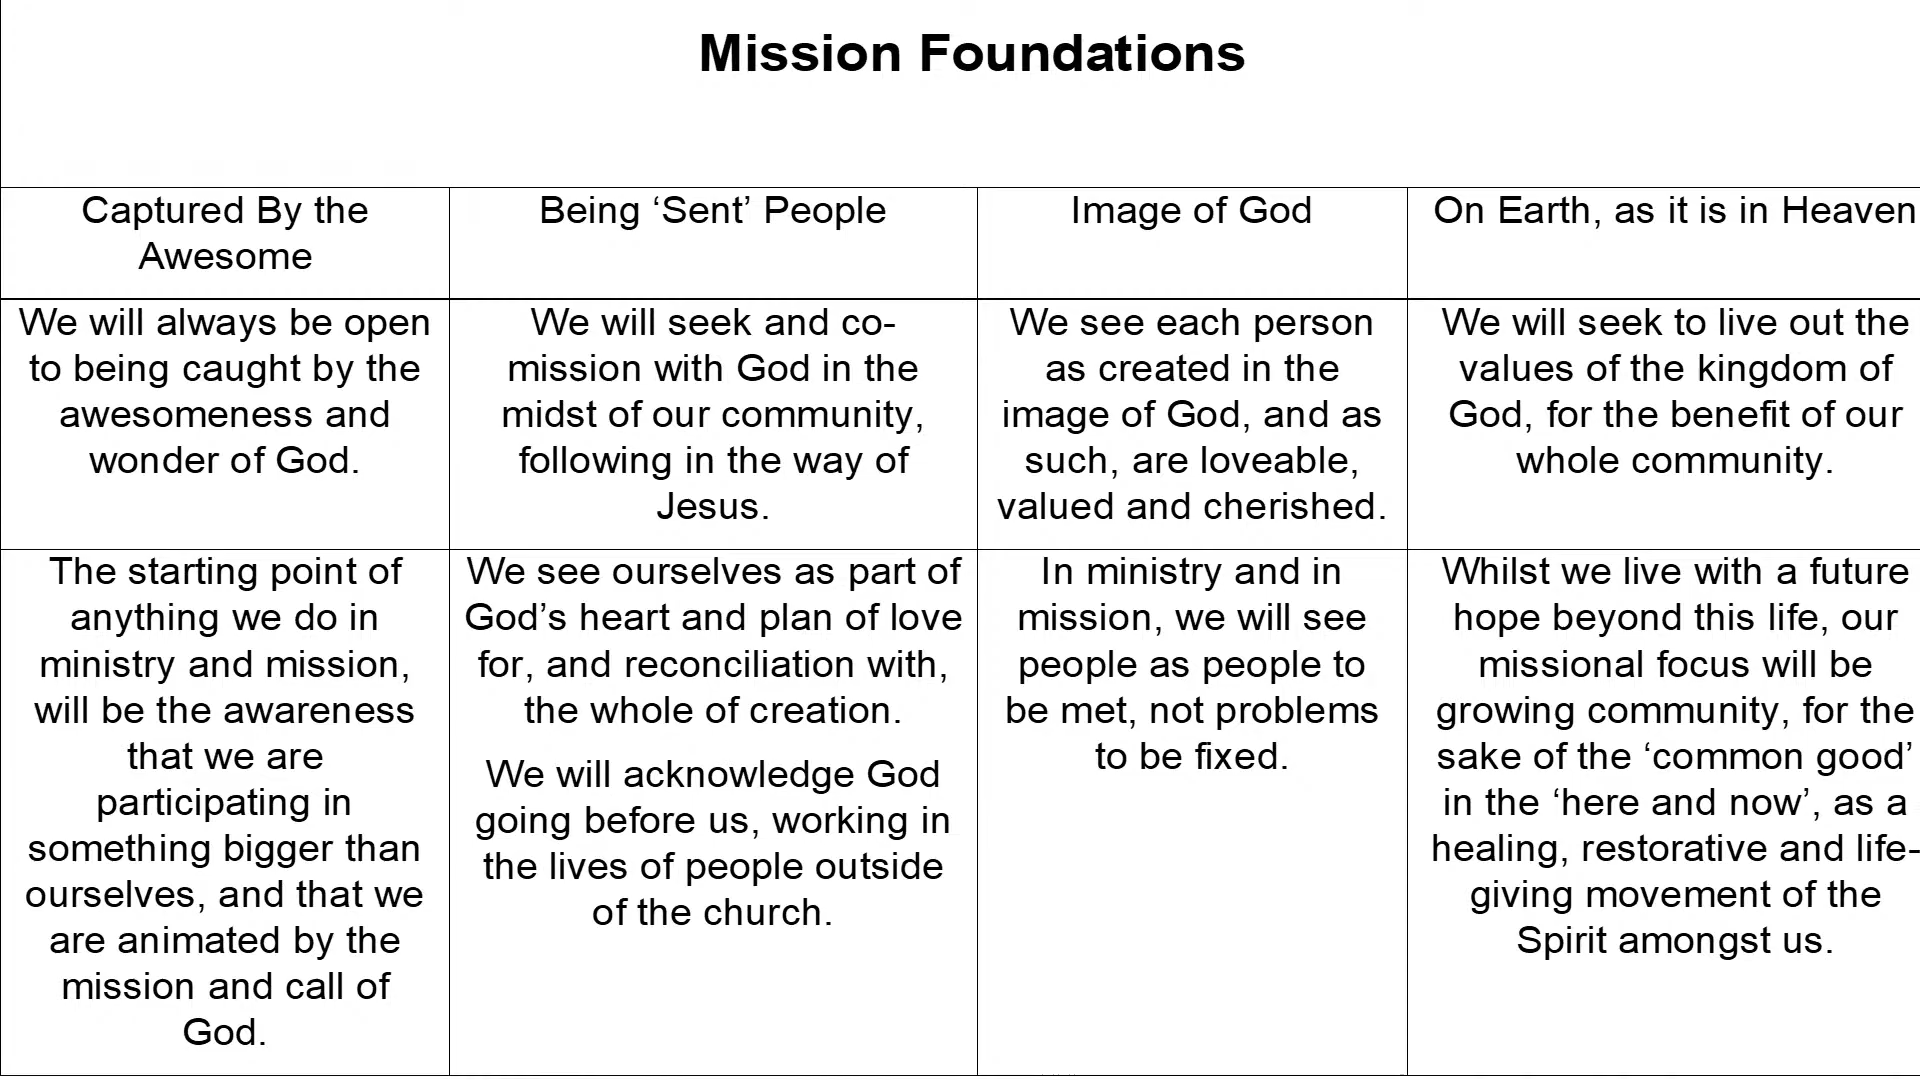 Mission Foundations
Captured By the
Awesome
Being ‘Sent’ People
Image of God
On Earth, as it is in Heaven
We will always be open
to being caught by the
awesomeness and
wonder of God.
We will seek and co-
mission with God in the
midst of our community,
following in the way of
Jesus.
We see each person
as created in the
image of God, and as
such, are loveable,
valued and cherished.
We will seek to live out the
values of the kingdom of
God, for the benefit of our
whole community.
The starting point of
anything we do in
ministry and mission,
will be the awareness
that we are
participating in
something bigger than
ourselves, and that we
are animated by the
mission and call of
God.
We see ourselves as part of
God’s heart and plan of love
for, and reconciliation with,
the whole of creation.
We will acknowledge God
going before us, working in
the lives of people outside
of the church.
In ministry and in
mission, we will see
people as people to
be met, not problems
to be fixed.
Whilst we live with a future
hope beyond this life, our
missional focus will be
growing community, for the
sake of the ‘common good’
in the ‘here and now’, as a
healing, restorative and life-
giving movement of the
Spirit amongst us.